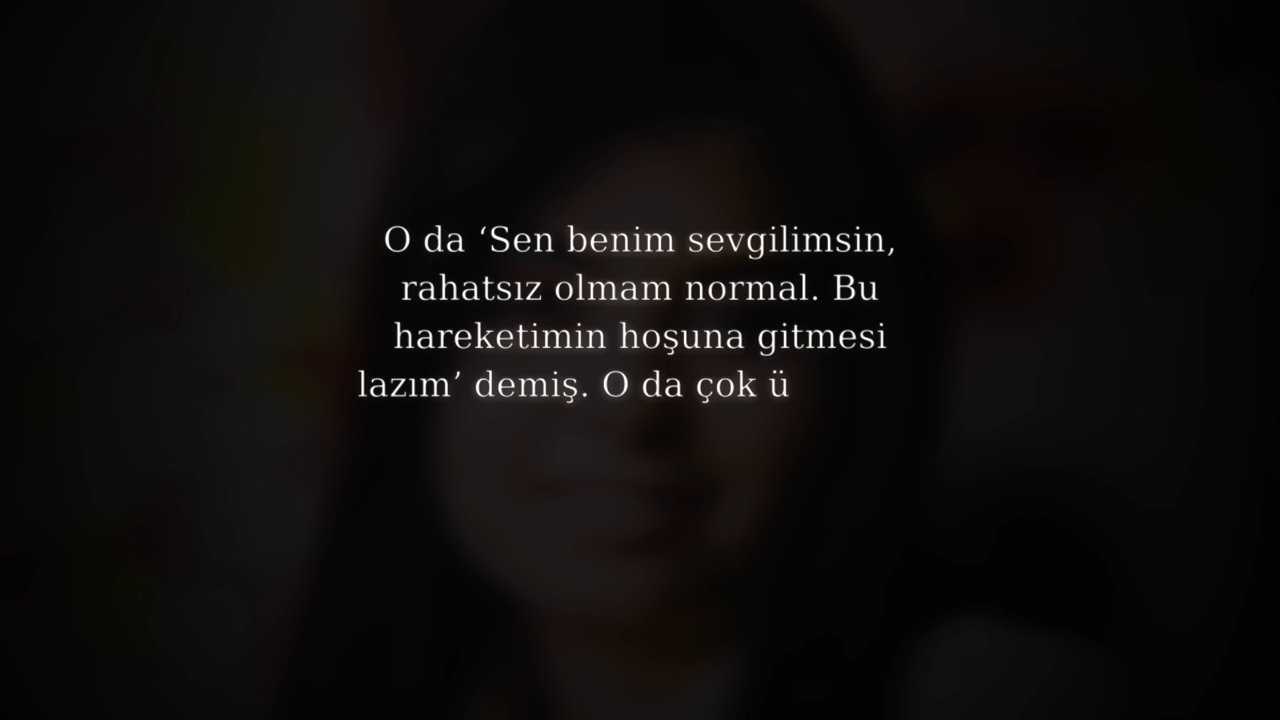 O da ‘Sen benim sevgilimsin,
rahatsız olmam normal. Bu
hareketimin hoşuna gitmesi
lazım’ demiş. O da çok ü